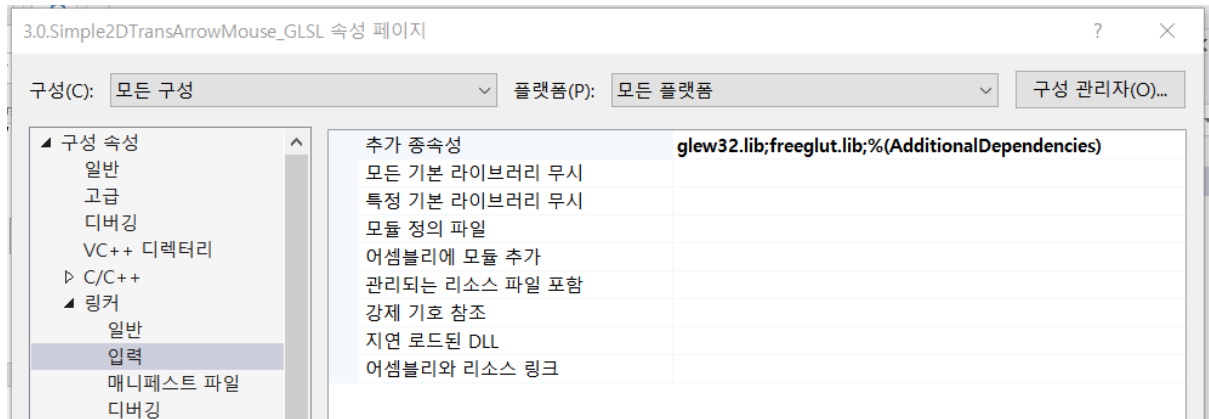 3.0.Simple2DTransArrowMouse_GLSL 속성 페이지
구성(C): 모든 구성 플랫폼(P): 모든 플랫폼 구성 관리자(O)...
구성 속성
일반
고급
디버깅
VC++ 디렉터리
C/C++
링커
일반
입력
매니페스트 파일
디버깅
추가 종속성 glew32.lib;freeglut.lib;%(AdditionalDependencies)
모든 기본 라이브러리 무시
특정 기본 라이브러리 무시
모듈 정의 파일
어셈블리에 모듈 추가
관리되는 리소스 파일 포함
강제 기호 참조
지연 로드된 DLL
어셈블리와 리소스 링크